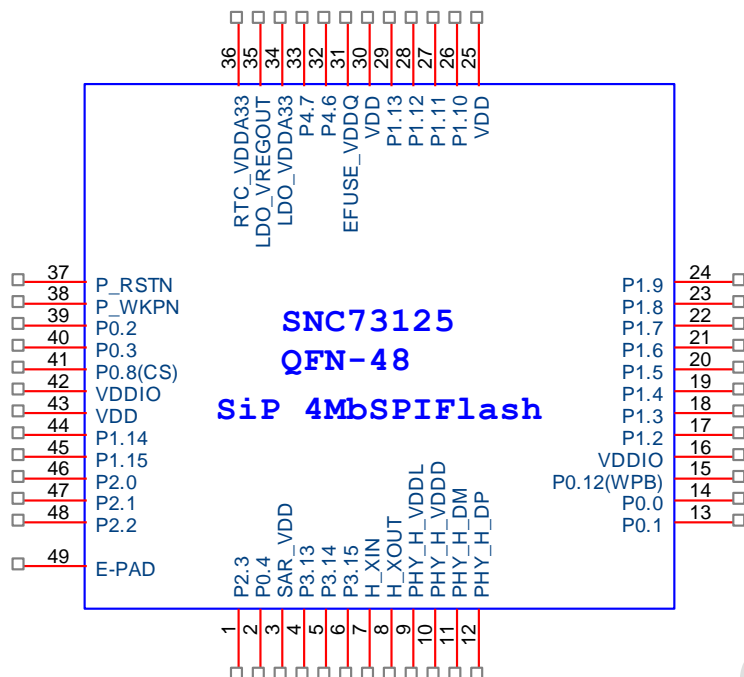 36 35 34 33 32 31 30 29 28 27 26 25
RTC_VDDA33
LDO_VREGOUT
LDO_VDDA33
P4.7
P4.6
EFUSE_VDDQ
VDD
P1.13
P1.12
P1.11
P1.10
VDD
37 P_RSTN
38 P_WKPN
39 P0.2
40 P0.3
41 P0.8(CS)
42 VDDIO
43 VDD
44 P1.14
45 P1.15
46 P2.0
47 P2.1
48 P2.2
49 E-PAD
SNC73125
QFN-48
SiP 4MbSPIFlash
P1.9 24
P1.8 23
P1.7 22
P1.6 21
P1.5 20
P1.4 19
P1.3 18
P1.2 17
VDDIO 16
P0.12(WPB) 15
P0.0 14
P0.1 13
P2.3
P0.4
SAR_VDD
P3.13
P3.14
P3.15
H_XIN
H_XOUT
PHY_H_VDDL
PHY_H_VDDD
PHY_H_DM
PHY_H_DP
1 2 3 4 5 6 7 8 9 10 11 12